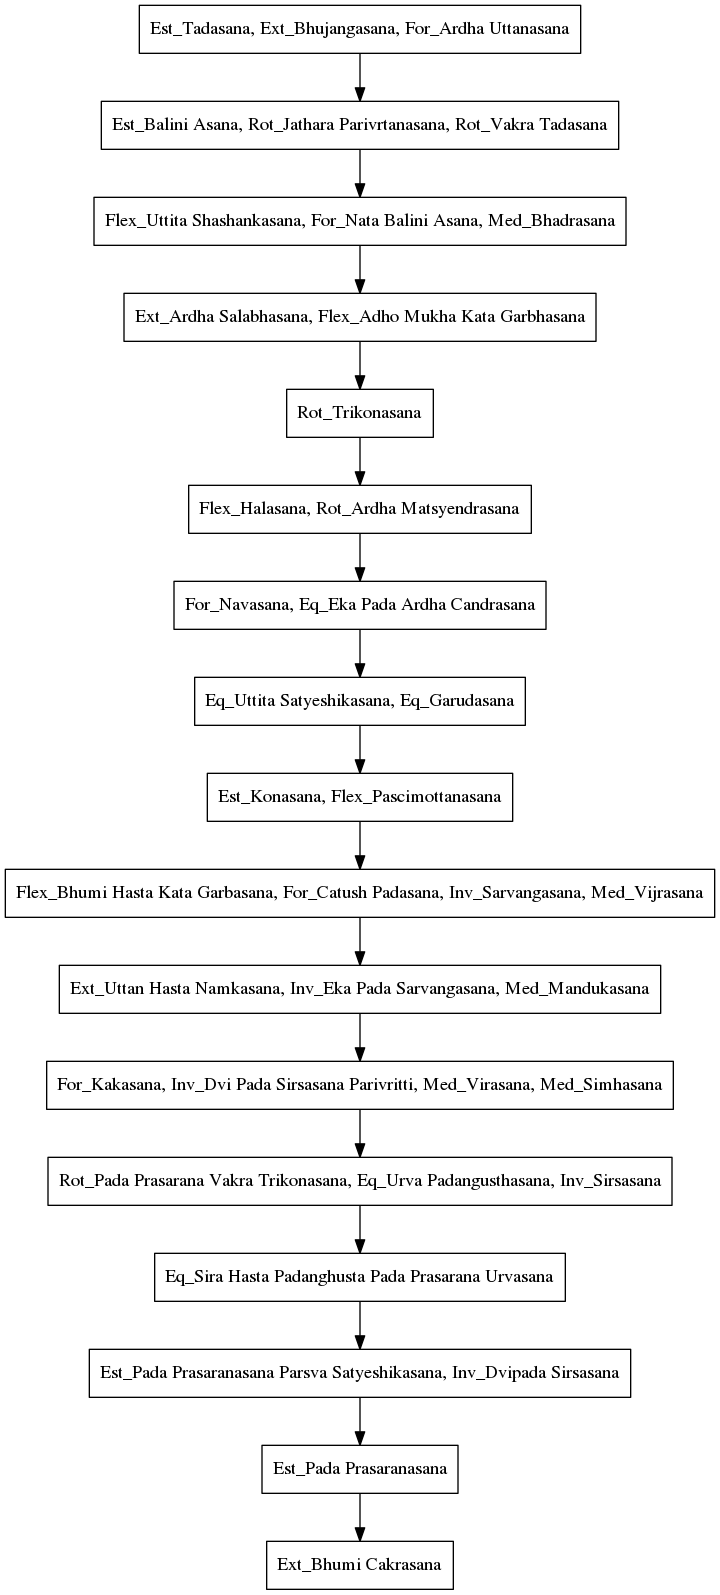 Est_Tadasana, Ext_Bhujangasana, For_Ardha Uttanasana
Est_Balini Asana, Rot_Jathara Parivrtanasana, Rot_Vakra Tadasana
Flex_Uttita Shashankasana, For_Nata Balini Asana, Med_Bhadrasana
Ext_Ardha Salabhasana, Flex_Adho Mukha Kata Garbhasana
Rot_Trikonasana
Flex_Halasana, Rot_Ardha Matsyendrasana
For_Navasana, Eq_Eka Pada Ardha Candrasana
Eq_Uttita Satyeshikasana, Eq_Garudasana
Est_Konasana, Flex_Pascimottanasana
Flex_Bhumi Hasta Kata Garbasana, For_Catush Padasana, Inv_Sarvangasana, Med_Vijrasana
Ext_Uttan Hasta Namkasana, Inv_Eka Pada Sarvangasana, Med_Mandukasana
For_Kakasana, Inv_Dvi Pada Sirsasana Parivritti, Med_Virasana, Med_Simhasana
Rot_Pada Prasarana Vakra Trikonasana, Eq_Urva Padangusthasana, Inv_Sirsasana
Eq_Sira Hasta Padanghusta Pada Prasarana Urvasana
Est_Pada Prasaranasana Parsva Satyeshikasana, Inv_Dvipada Sirsasana
Est_Pada Prasaranasana
Ext_Bhumi Cakrasana